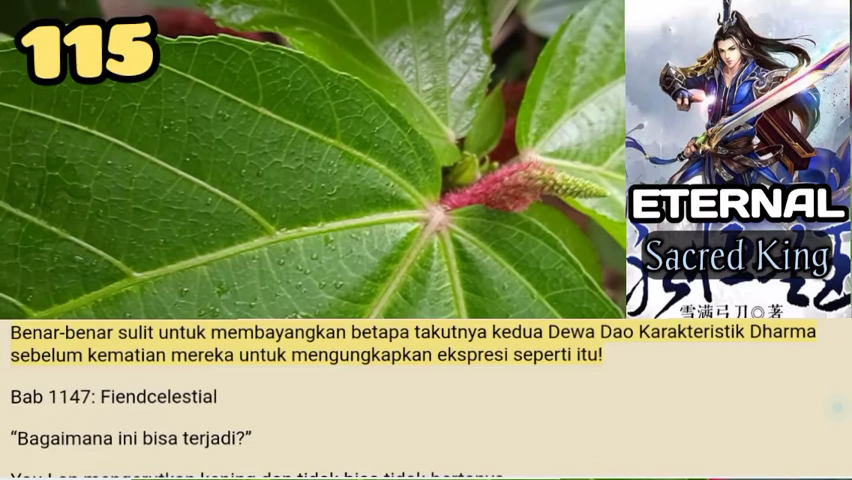 115
ETERNAL
Sacred King
雪满弓刀◎著
Benar-benar sulit untuk membayangkan betapa takutnya kedua Dewa Dao Karakteristik Dharma
sebelum kematian mereka untuk mengungkapkan ekspresi seperti itu!
Bab 1147: Fiendcelestial
“Bagaimana ini bisa terjadi?”